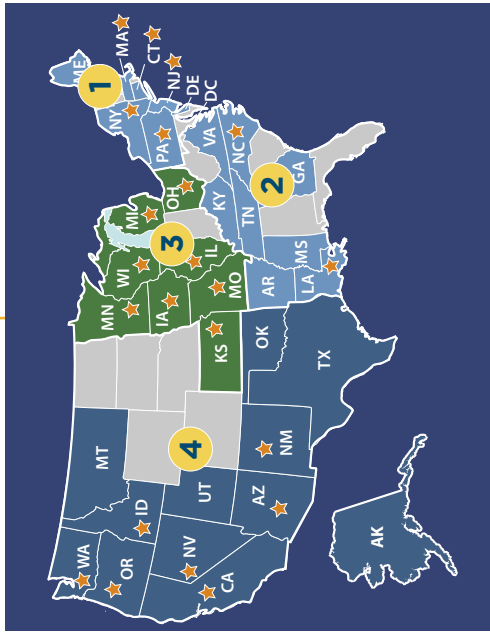 WA
OR
CA
NV
ID
MT
UT
AZ
NM
4
TX
OK
KS
MN
IA
MO
WI
IL
MI
3
OH
AR
LA
MS
TN
KY
GA
2
NC
VA
PA
NY
1
ME
MA
CT
NJ
DE
DC
AK